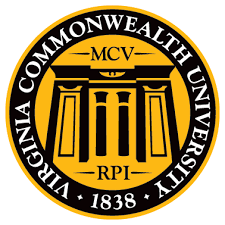 VIRGINIA COMMONWEALTH UNIVERSITY
MCV
RPI
· 1838 ·